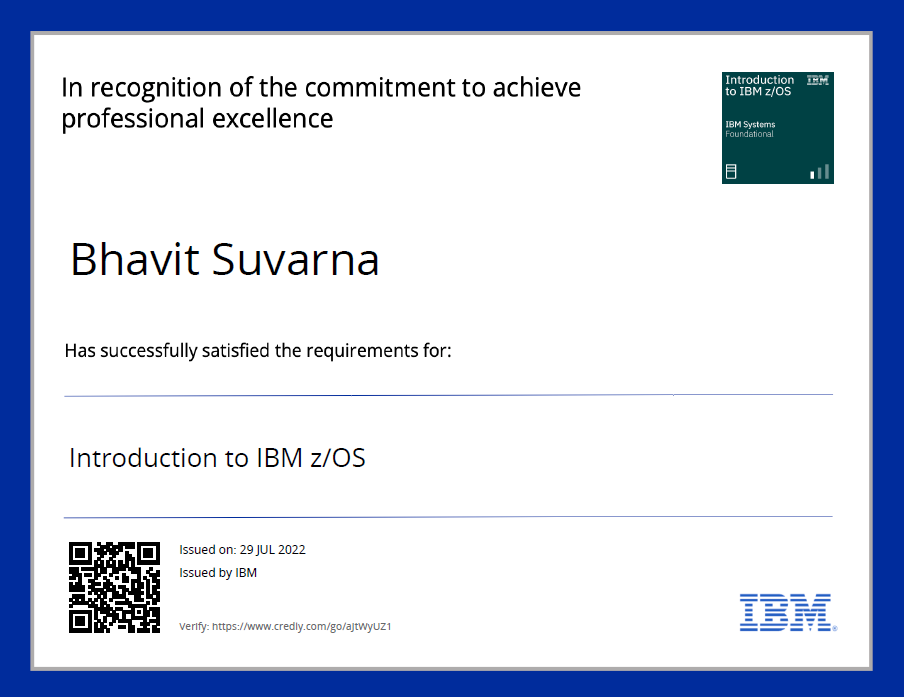 In recognition of the commitment to achieve
professional excellence
Introduction
to IBM z/OS
IBM
IBM Systems
Foundational
Bhavit Suvarna
Has successfully satisfied the requirements for:
Introduction to IBM z/OS
Issued on: 29 JUL 2022
Issued by IBM
Verify: https://www.credly.com/go/aJtWyUZ1
IBM®